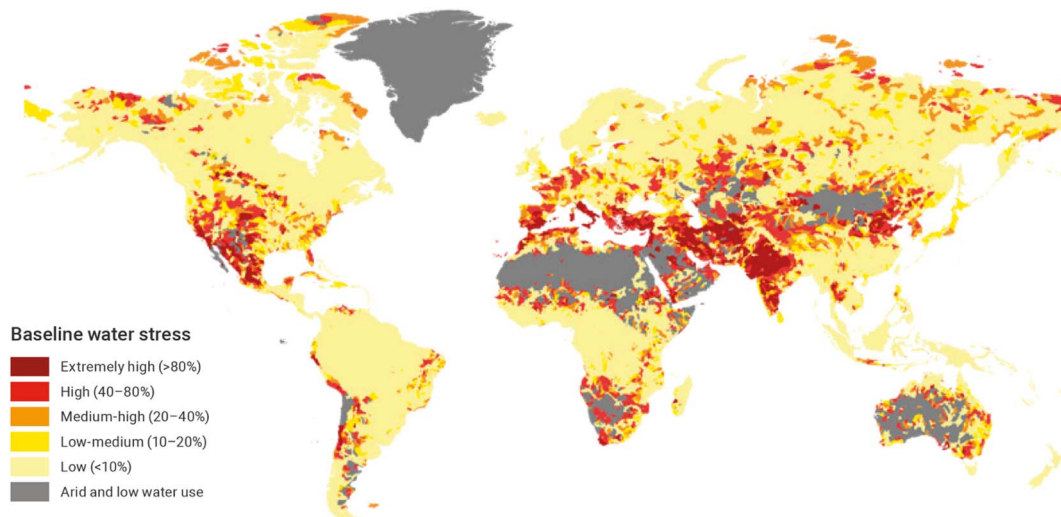 Baseline water stress
Extremely high (>80%)
High (40–80%)
Medium-high (20–40%)
Low-medium (10–20%)
Low (<10%)
Arid and low water use